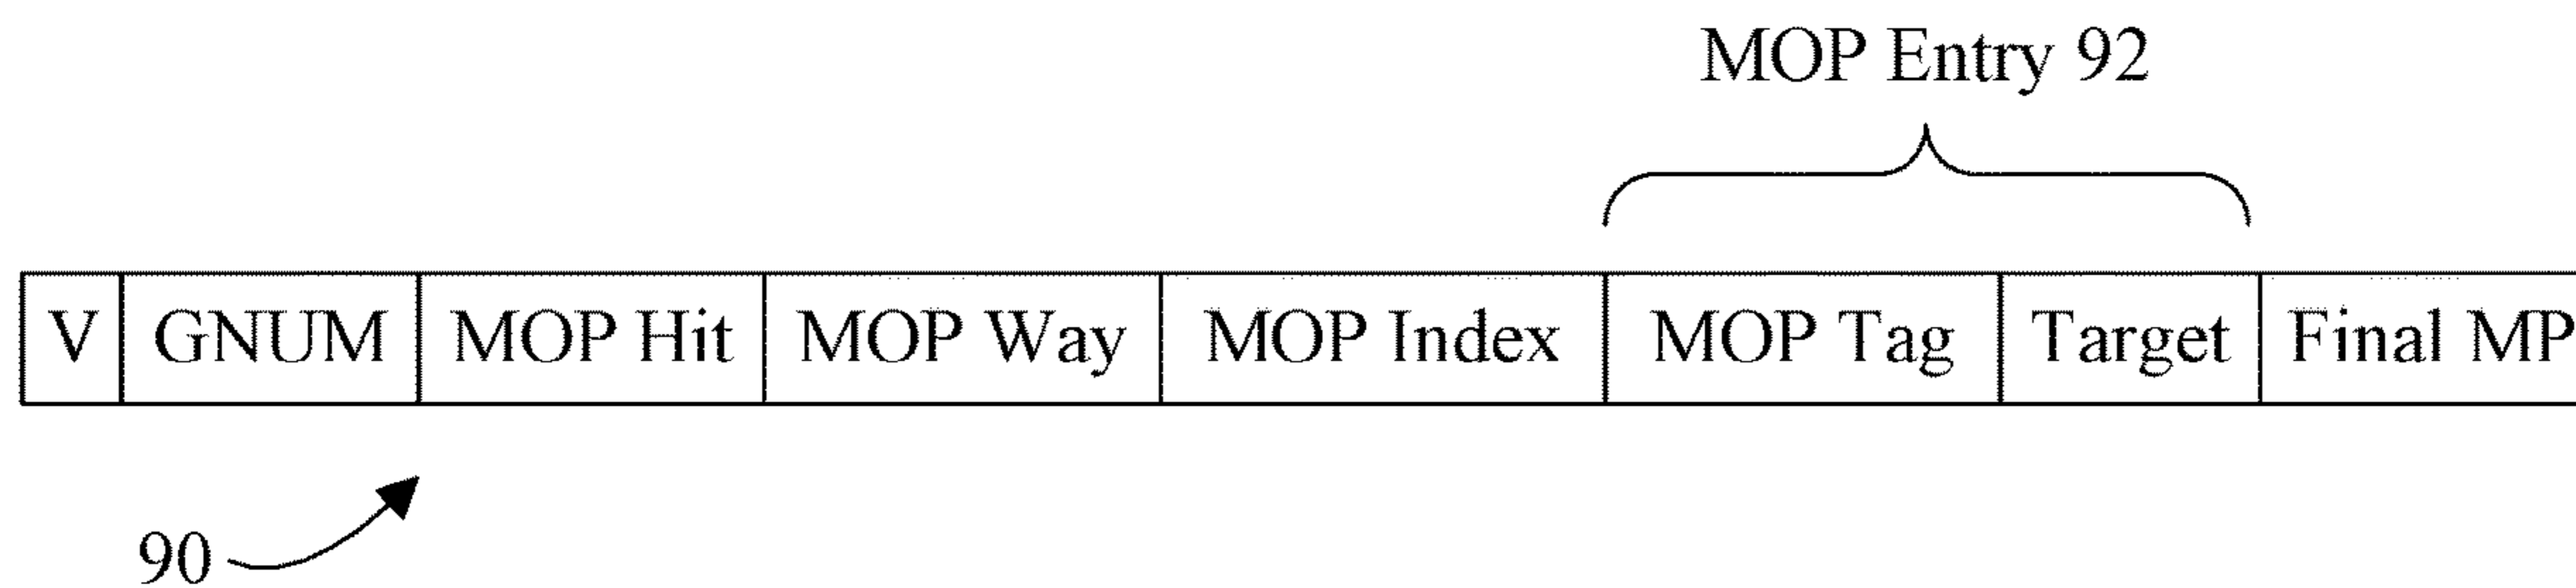 MOP Entry 92
V GNUM MOP Hit MOP Way MOP Index MOP Tag Target Final MP
90